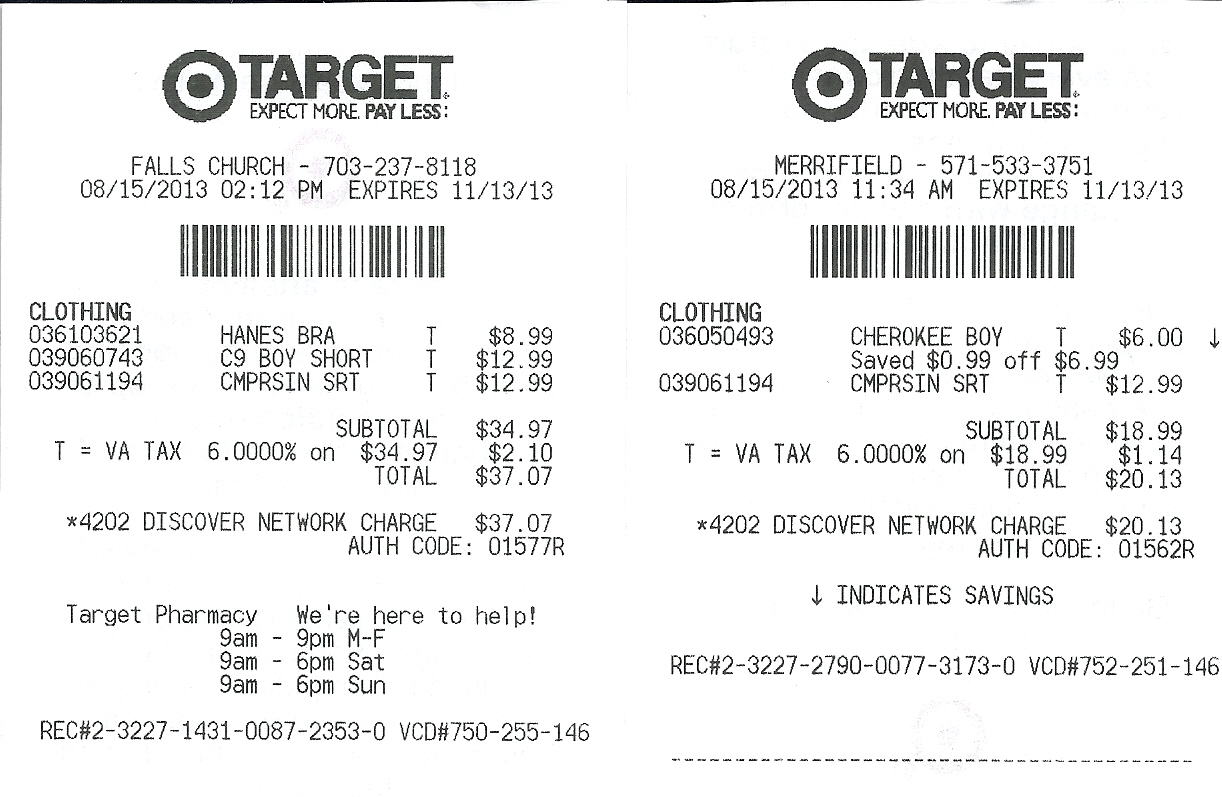 TARGET
EXPECT MORE. PAY LESS.
FALLS CHURCH - 703-237-8118
08/15/2013 02:12 PM EXPIRES 11/13/13
CLOTHING
036103621 HANES BRA T $8.99
039060743 C9 BOY SHORT T $12.99
039061194 CMPRSIN SRT T $12.99
SUBTOTAL $34.97
T = VA TAX 6.0000% on $34.97 $2.10
TOTAL $37.07
*4202 DISCOVER NETWORK CHARGE $37.07
AUTH CODE: 01577R
Target Pharmacy We're here to help!
9am - 9pm M-F
9am - 6pm Sat
9am - 6pm Sun
REC#2-3227-1431-0087-2353-0 VCD#750-255-146
TARGET
EXPECT MORE. PAY LESS.
MERRIFIELD - 571-533-3751
08/15/2013 11:34 AM EXPIRES 11/13/13
CLOTHING
036050493 CHEROKEE BOY T $6.00 ↓
Saved $0.99 off $6.99
039061194 CMPRSIN SRT T $12.99
SUBTOTAL $18.99
T = VA TAX 6.0000% on $18.99 $1.14
TOTAL $20.13
*4202 DISCOVER NETWORK CHARGE $20.13
AUTH CODE: 01562R
↓ INDICATES SAVINGS
REC#2-3227-2790-0077-3173-0 VCD#752-251-146